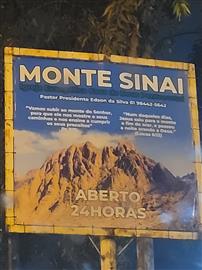 MONTE SINAI
Pastor Presidente Edson da Silva 61 98442-5642
"Vamos subir ao monte do Senhor,
para que ele nos mostre o seus
caminhos e nos ensine a cumprir
os seus preceitos"
"Num daqueles dias,
Jesus saiu para o monte
a fim de orar, e passou
a noite orando a Deus."
(Lucas 6:12)
ABERTO
24HORAS